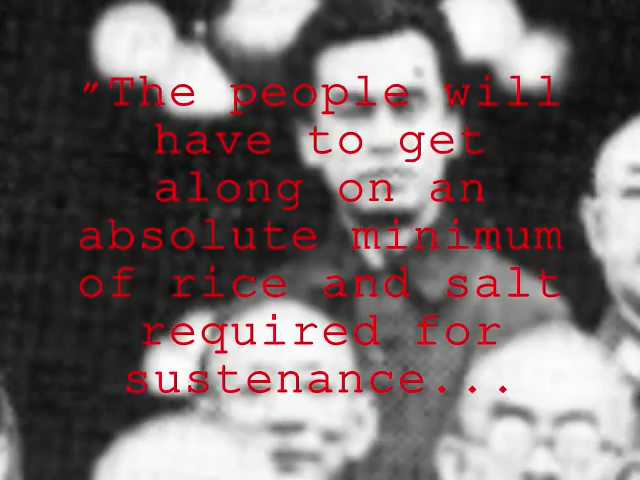 "The people will
have to get
along on an
absolute minimum
of rice and salt
required for
sustenance...